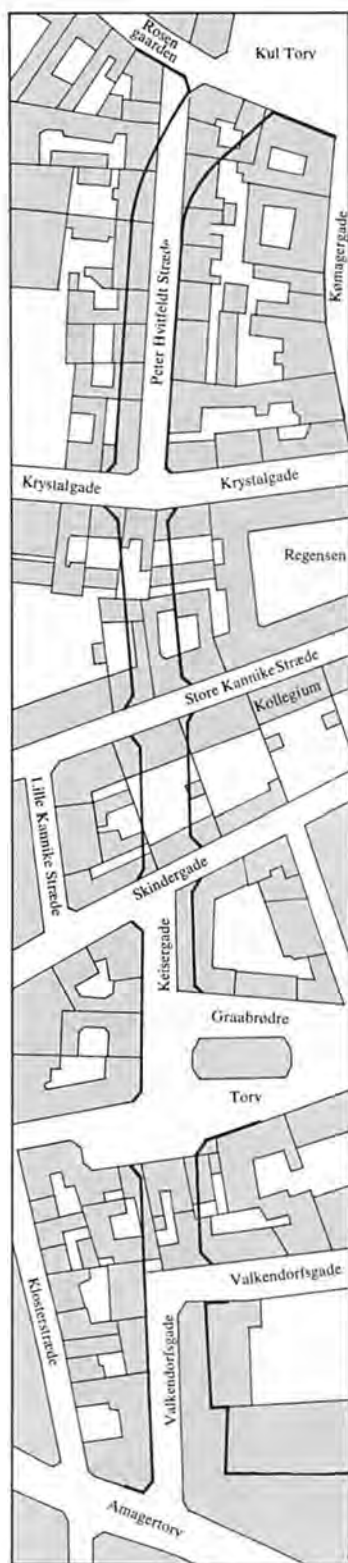 Rosen
gaarden
Kul Torv
Kømagergade
Peter Hvitfeldt Stræde
Krystalgade
Krystalgade
Regensen
Store Kannike Stræde
Kollegium
Lille Kannike Stræde
Skindergade
Keisergade
Graabrødre
Torv
Valkendorfsgade
Klosterstræde
Valkendorfsgade
Amagertorv